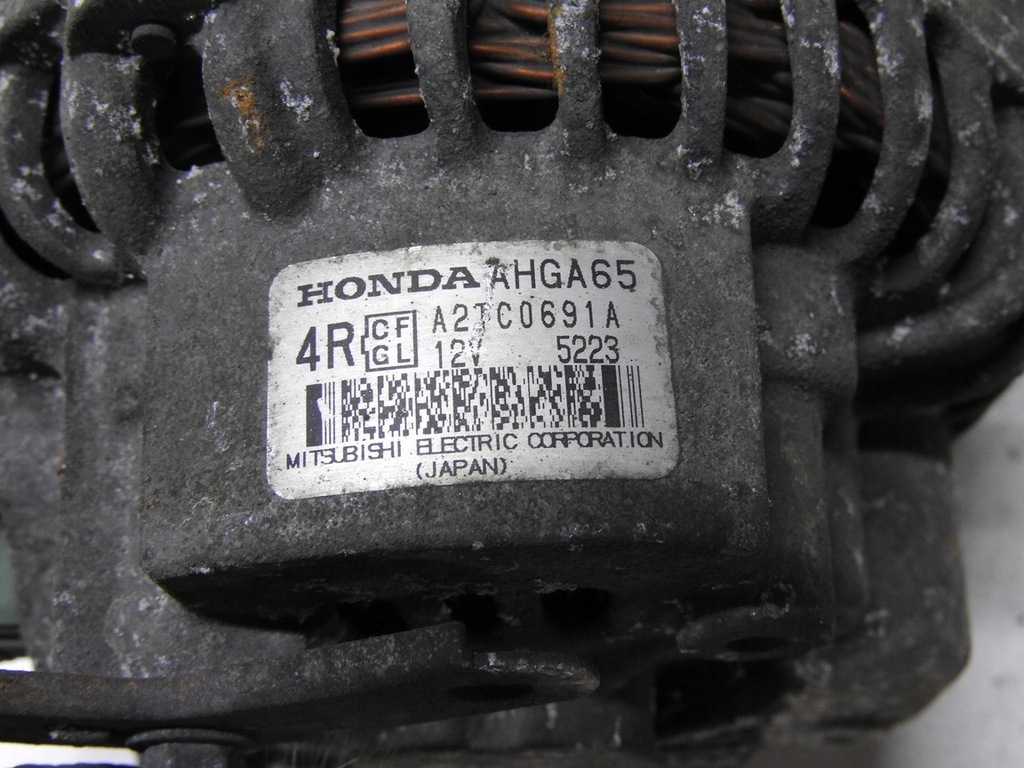 HONDA AHGA65
4R CF GL A2TC0691A
12V 5223
MITSUBISHI ELECTRIC CORPORATION
(JAPAN)